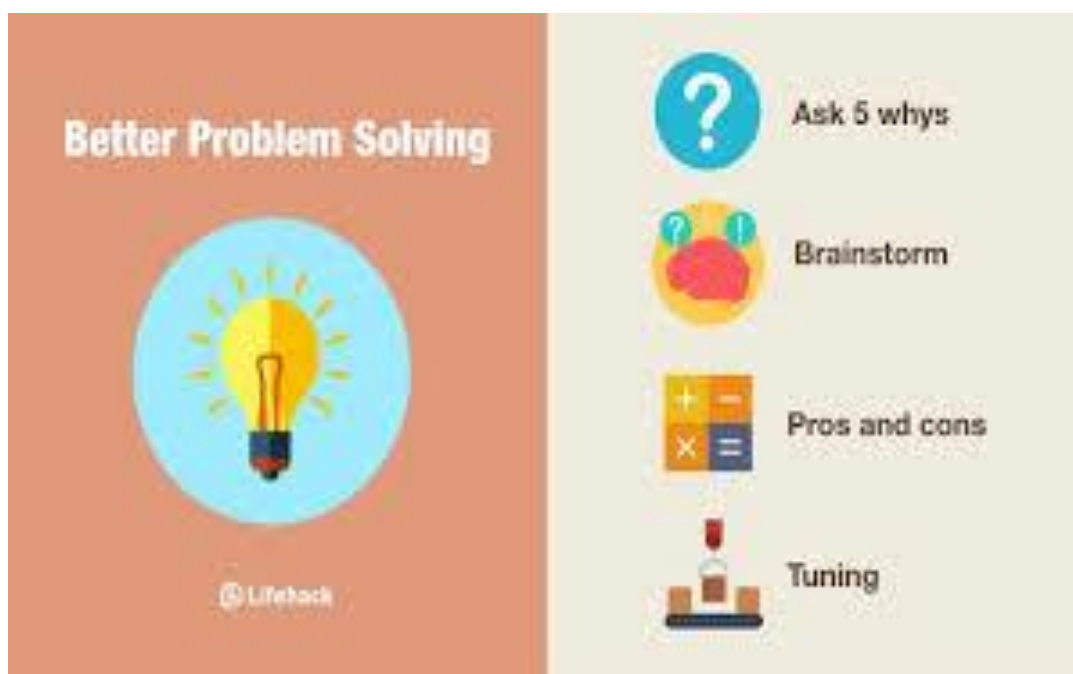 Better Problem Solving
Lifehack
? Ask 5 whys
? !
Brainstorm
+ −
× =
Pros and cons
Tuning